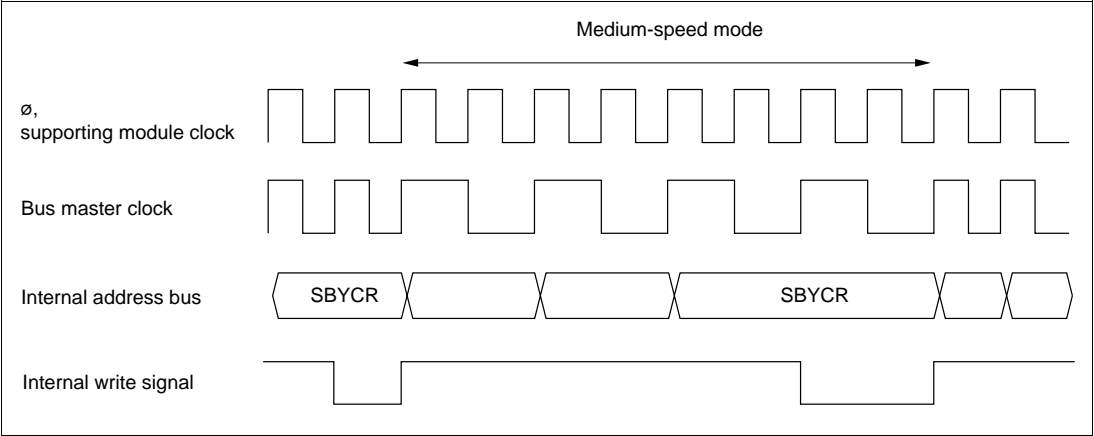 Medium-speed mode
ø,
supporting module clock
Bus master clock
Internal address bus
SBYCR
SBYCR
Internal write signal